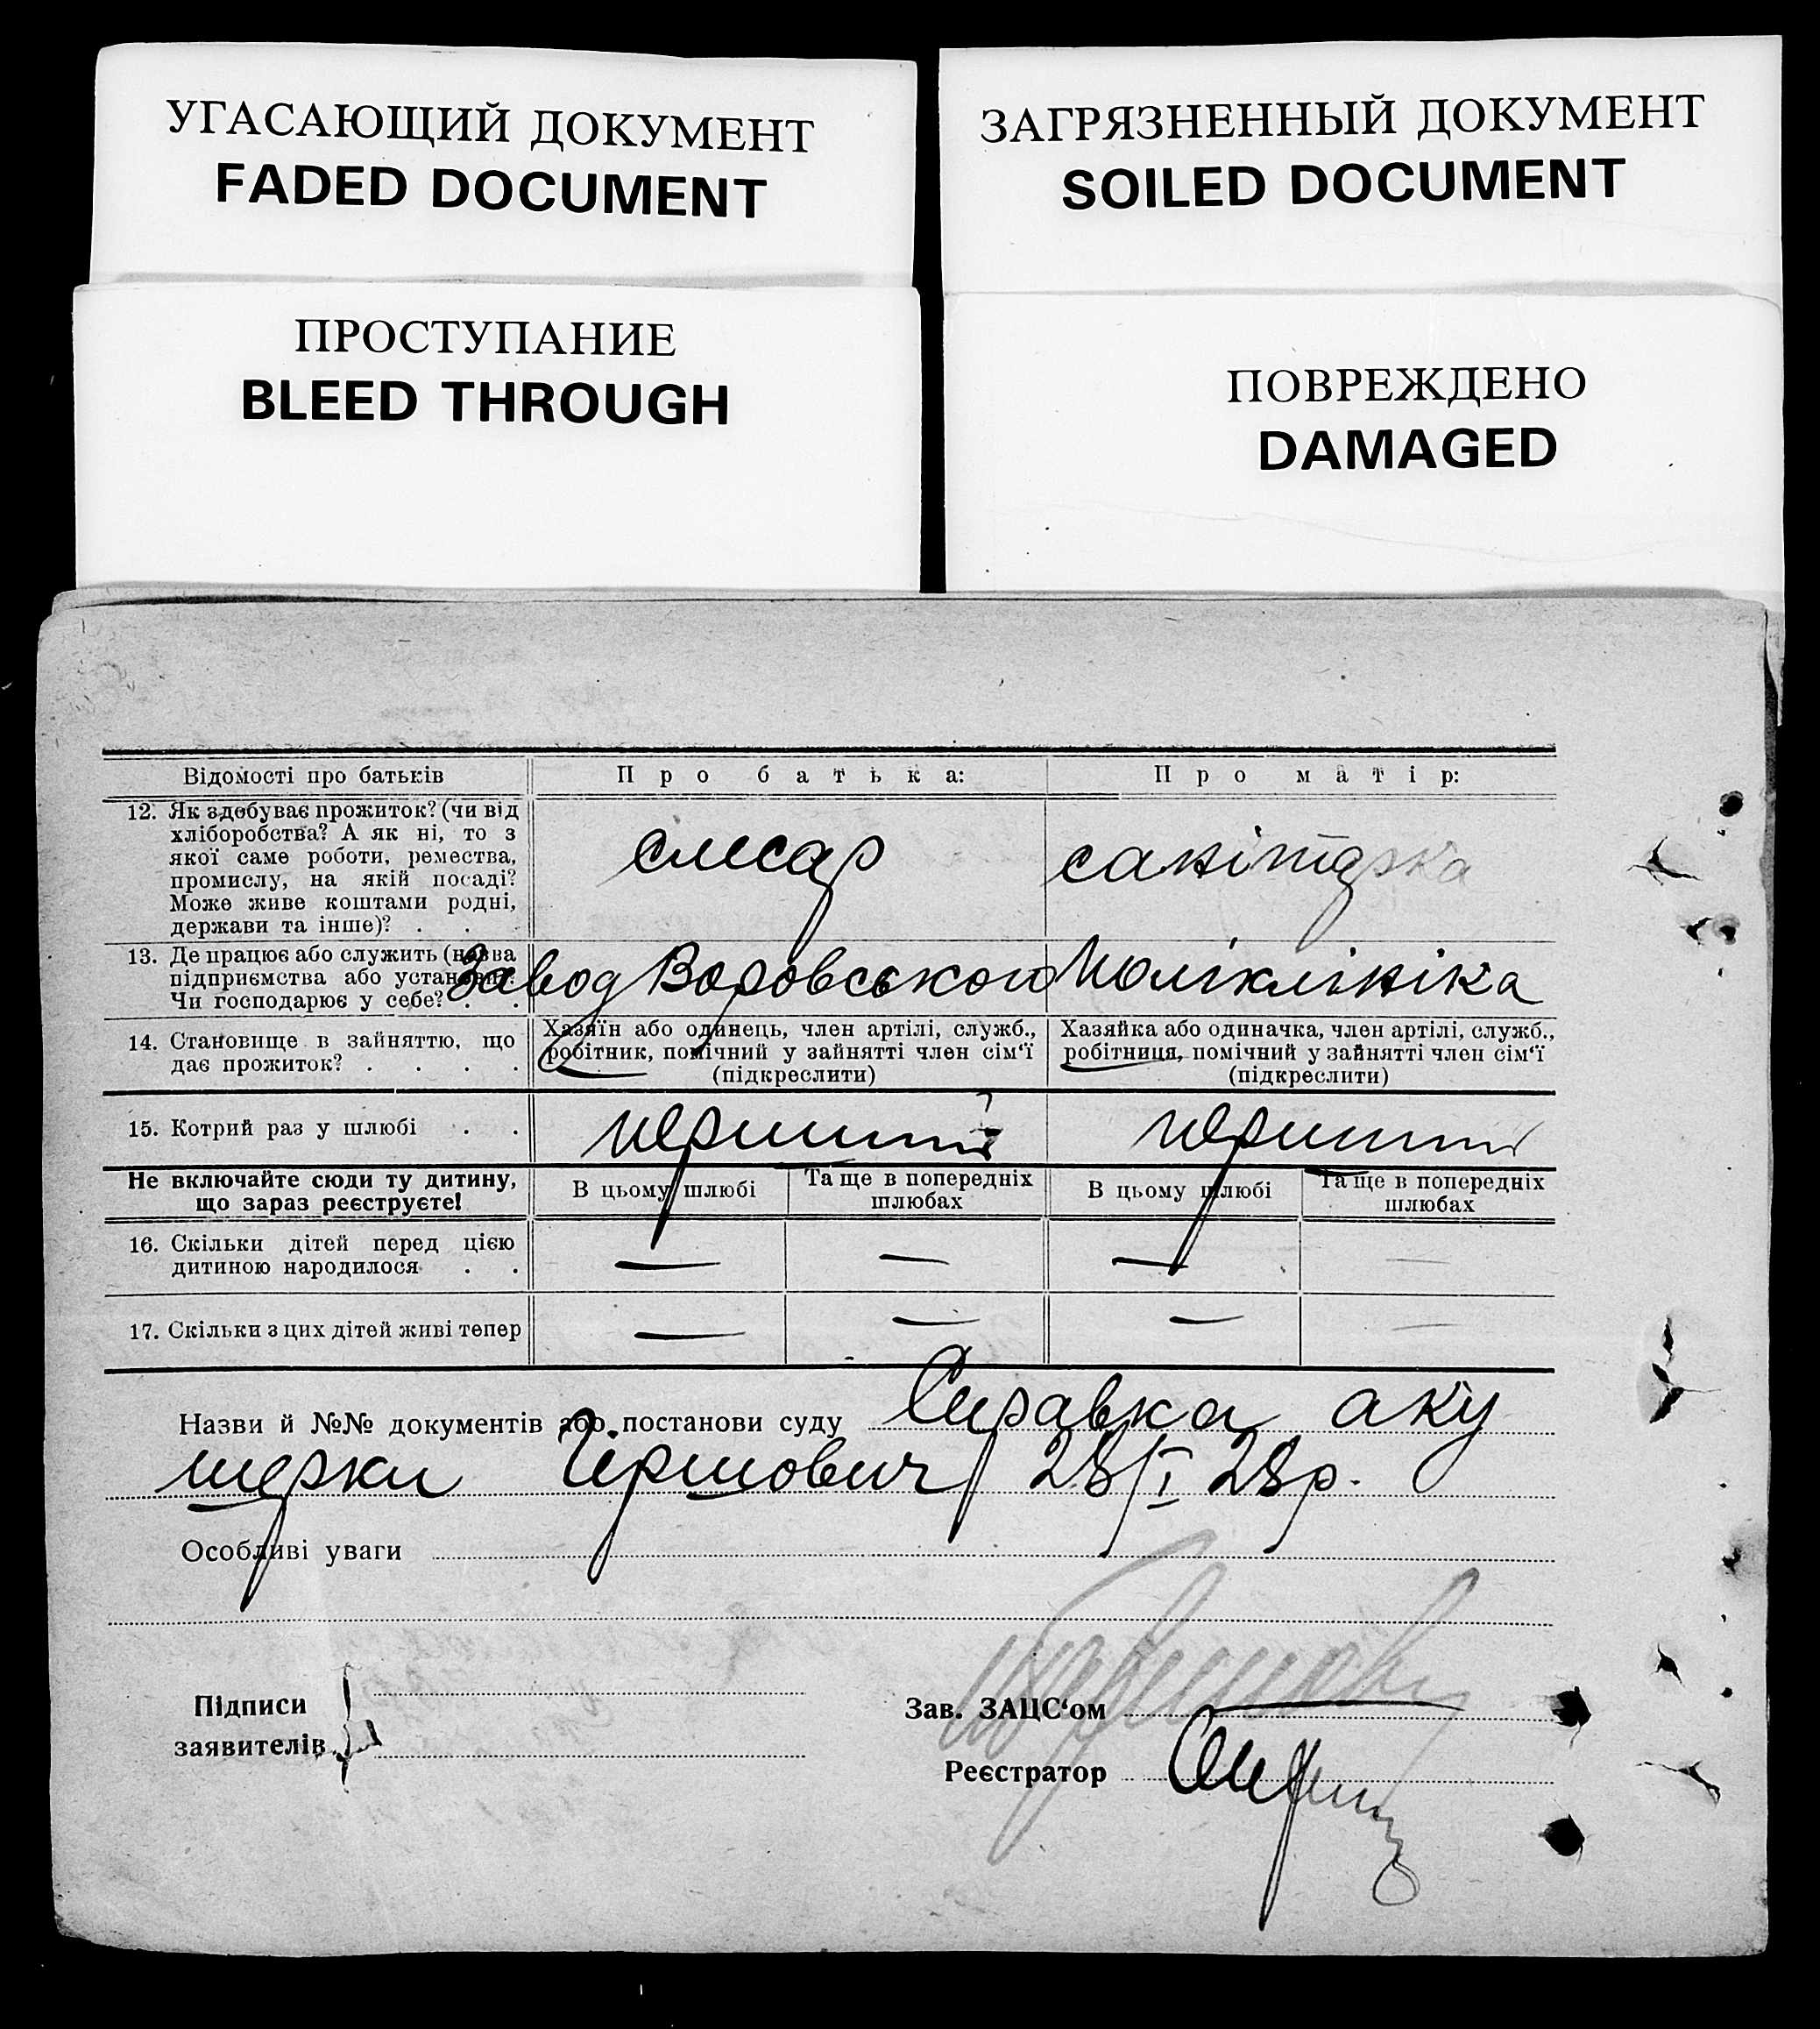 УГАСАЮЩИЙ ДОКУМЕНТ
FADED DOCUMENT
ЗАГРЯЗНЕННЫЙ ДОКУМЕНТ
SOILED DOCUMENT
ПРОСТУПАНИЕ
BLEED THROUGH
ПОВРЕЖДЕНО
DAMAGED
Відомості про батьків
Про батька:
Про матір:
12. Як здобуває прожиток? (чи від
хліборобства? А як ні, то з
якої саме роботи, ремества,
промислу, на якій посаді?
Може живе коштами родні,
держави та інше)? . .
слюсар
санітарка
13. Де працює або служить (назва
підприємства або установи).
Чи господарює у себе? . .
Завод Воровського
Поліклініка
14. Становище в зайняттю, що
дає прожиток? . . . .
Хазяїн або одинець, член артілі, служб.,
робітник, помічний у зайнятті член сім'ї
(підкреслити)
Хазяйка або одиначка, член артілі, служб.,
робітниця, помічний у зайнятті член сім'ї
(підкреслити)
15. Котрий раз у шлюбі . .
перший
перший
Не включайте сюди ту дитину,
що зараз реєструєте!
В цьому шлюбі
Та ще в попередніх
шлюбах
В цьому шлюбі
Та ще в попередніх
шлюбах
16. Скільки дітей перед цією
дитиною народилося . .
— — — —
17. Скільки з цих дітей живі тепер
— — — —
Назви й №№ документів або постанови суду Справка аку
шерки Гіршович 28/I 28р.
Особливі уваги
Підписи
заявителів
Зав. ЗАЦС'ом
Реєстратор